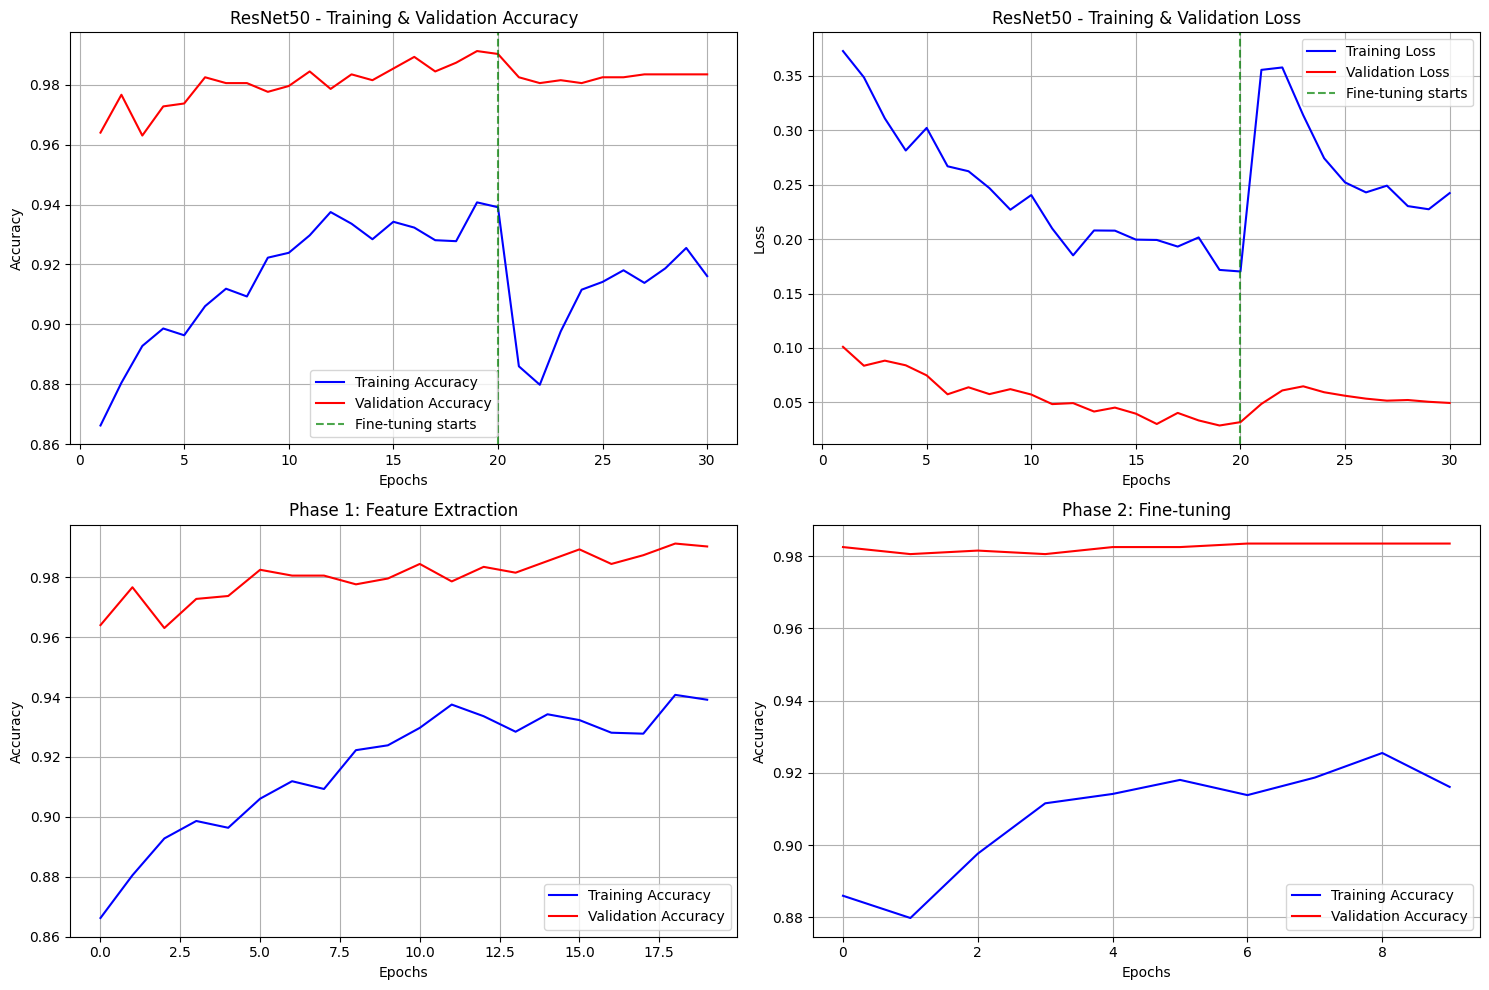 ResNet50 - Training & Validation Accuracy
Accuracy
0.98
0.96
0.94
0.92
0.90
0.88
0.86
Training Accuracy
Validation Accuracy
Fine-tuning starts
0 5 10 15 20 25 30
Epochs
ResNet50 - Training & Validation Loss
Loss
0.35
0.30
0.25
0.20
0.15
0.10
0.05
Training Loss
Validation Loss
Fine-tuning starts
0 5 10 15 20 25 30
Epochs
Phase 1: Feature Extraction
Accuracy
0.98
0.96
0.94
0.92
0.90
0.88
0.86
Training Accuracy
Validation Accuracy
0.0 2.5 5.0 7.5 10.0 12.5 15.0 17.5
Epochs
Phase 2: Fine-tuning
Accuracy
0.98
0.96
0.94
0.92
0.90
0.88
Training Accuracy
Validation Accuracy
0 2 4 6 8
Epochs